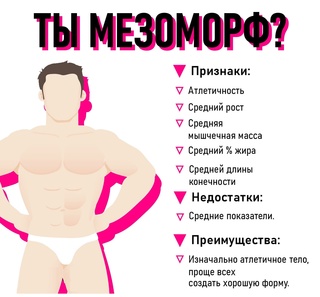 ТЫ МЕЗОМОРФ?
Признаки:
Атлетичность
Средний рост
Средняя
мышечная масса
Средний % жира
Средней длины
конечности
Недостатки:
Средние показатели.
Преимущества:
Изначально атлетичное тело,
проще всех
создать хорошую форму.